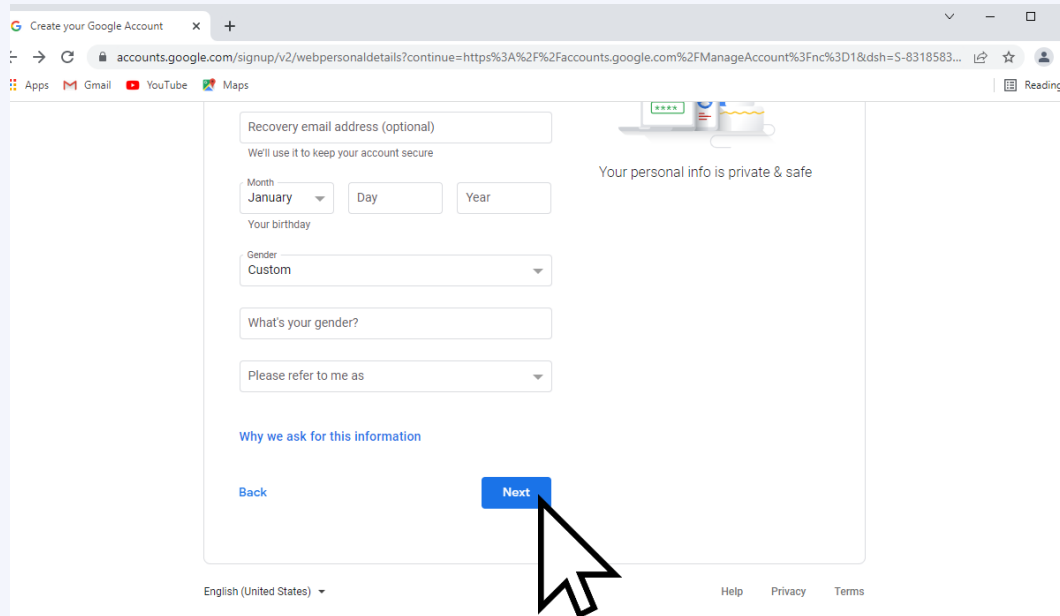 Create your Google Account
accounts.google.com/signup/v2/webpersonaldetails?continue=https%3A%2F%2Faccounts.google.com%2FManageAccount%3Fnc%3D1&dsh=S-8318583...
Apps Gmail YouTube Maps Reading
****
Recovery email address (optional)
We'll use it to keep your account secure
Your personal info is private & safe
Month
January Day Year
Your birthday
Gender
Custom
What's your gender?
Please refer to me as
Why we ask for this information
Back Next
English (United States) Help Privacy Terms